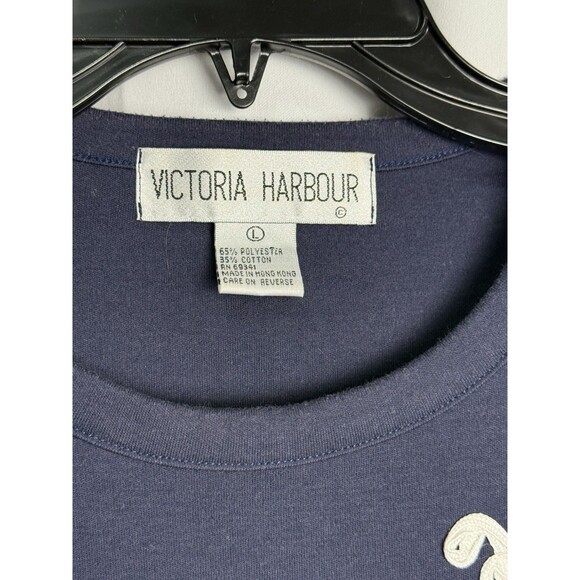 VICTORIA HARBOUR
©
L
65% POLYESTER
35% COTTON
RN 69341
MADE IN HONG KONG
CARE ON REVERSE